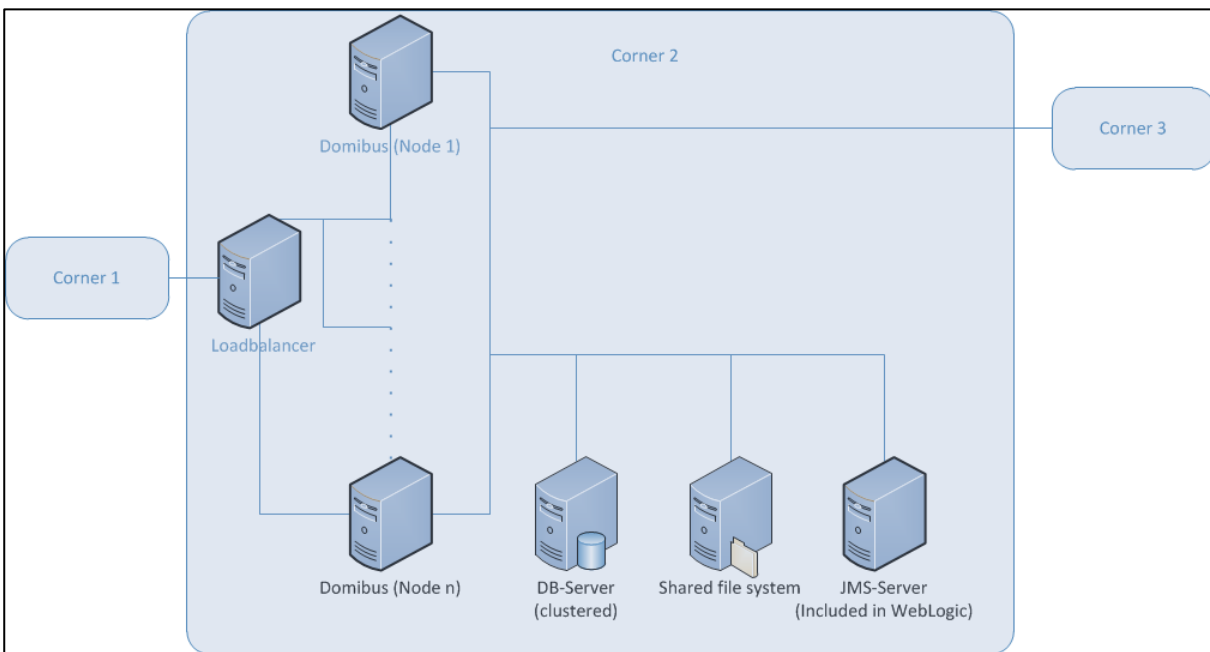 Corner 2
Domibus (Node 1)
Corner 3
Corner 1
Loadbalancer
Domibus (Node n)
DB-Server
(clustered)
Shared file system
JMS-Server
(Included in WebLogic)